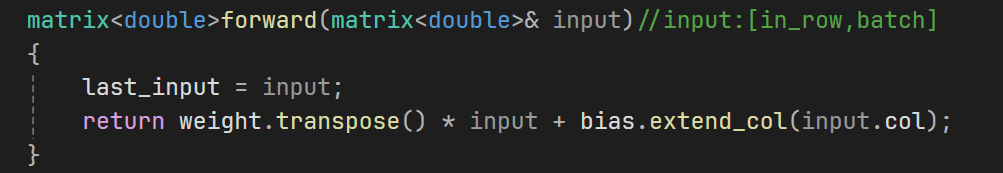 matrix<double>forward(matrix<double>& input)//input:[in_row,batch]
{
    last_input = input;
    return weight.transpose() * input + bias.extend_col(input.col);
}